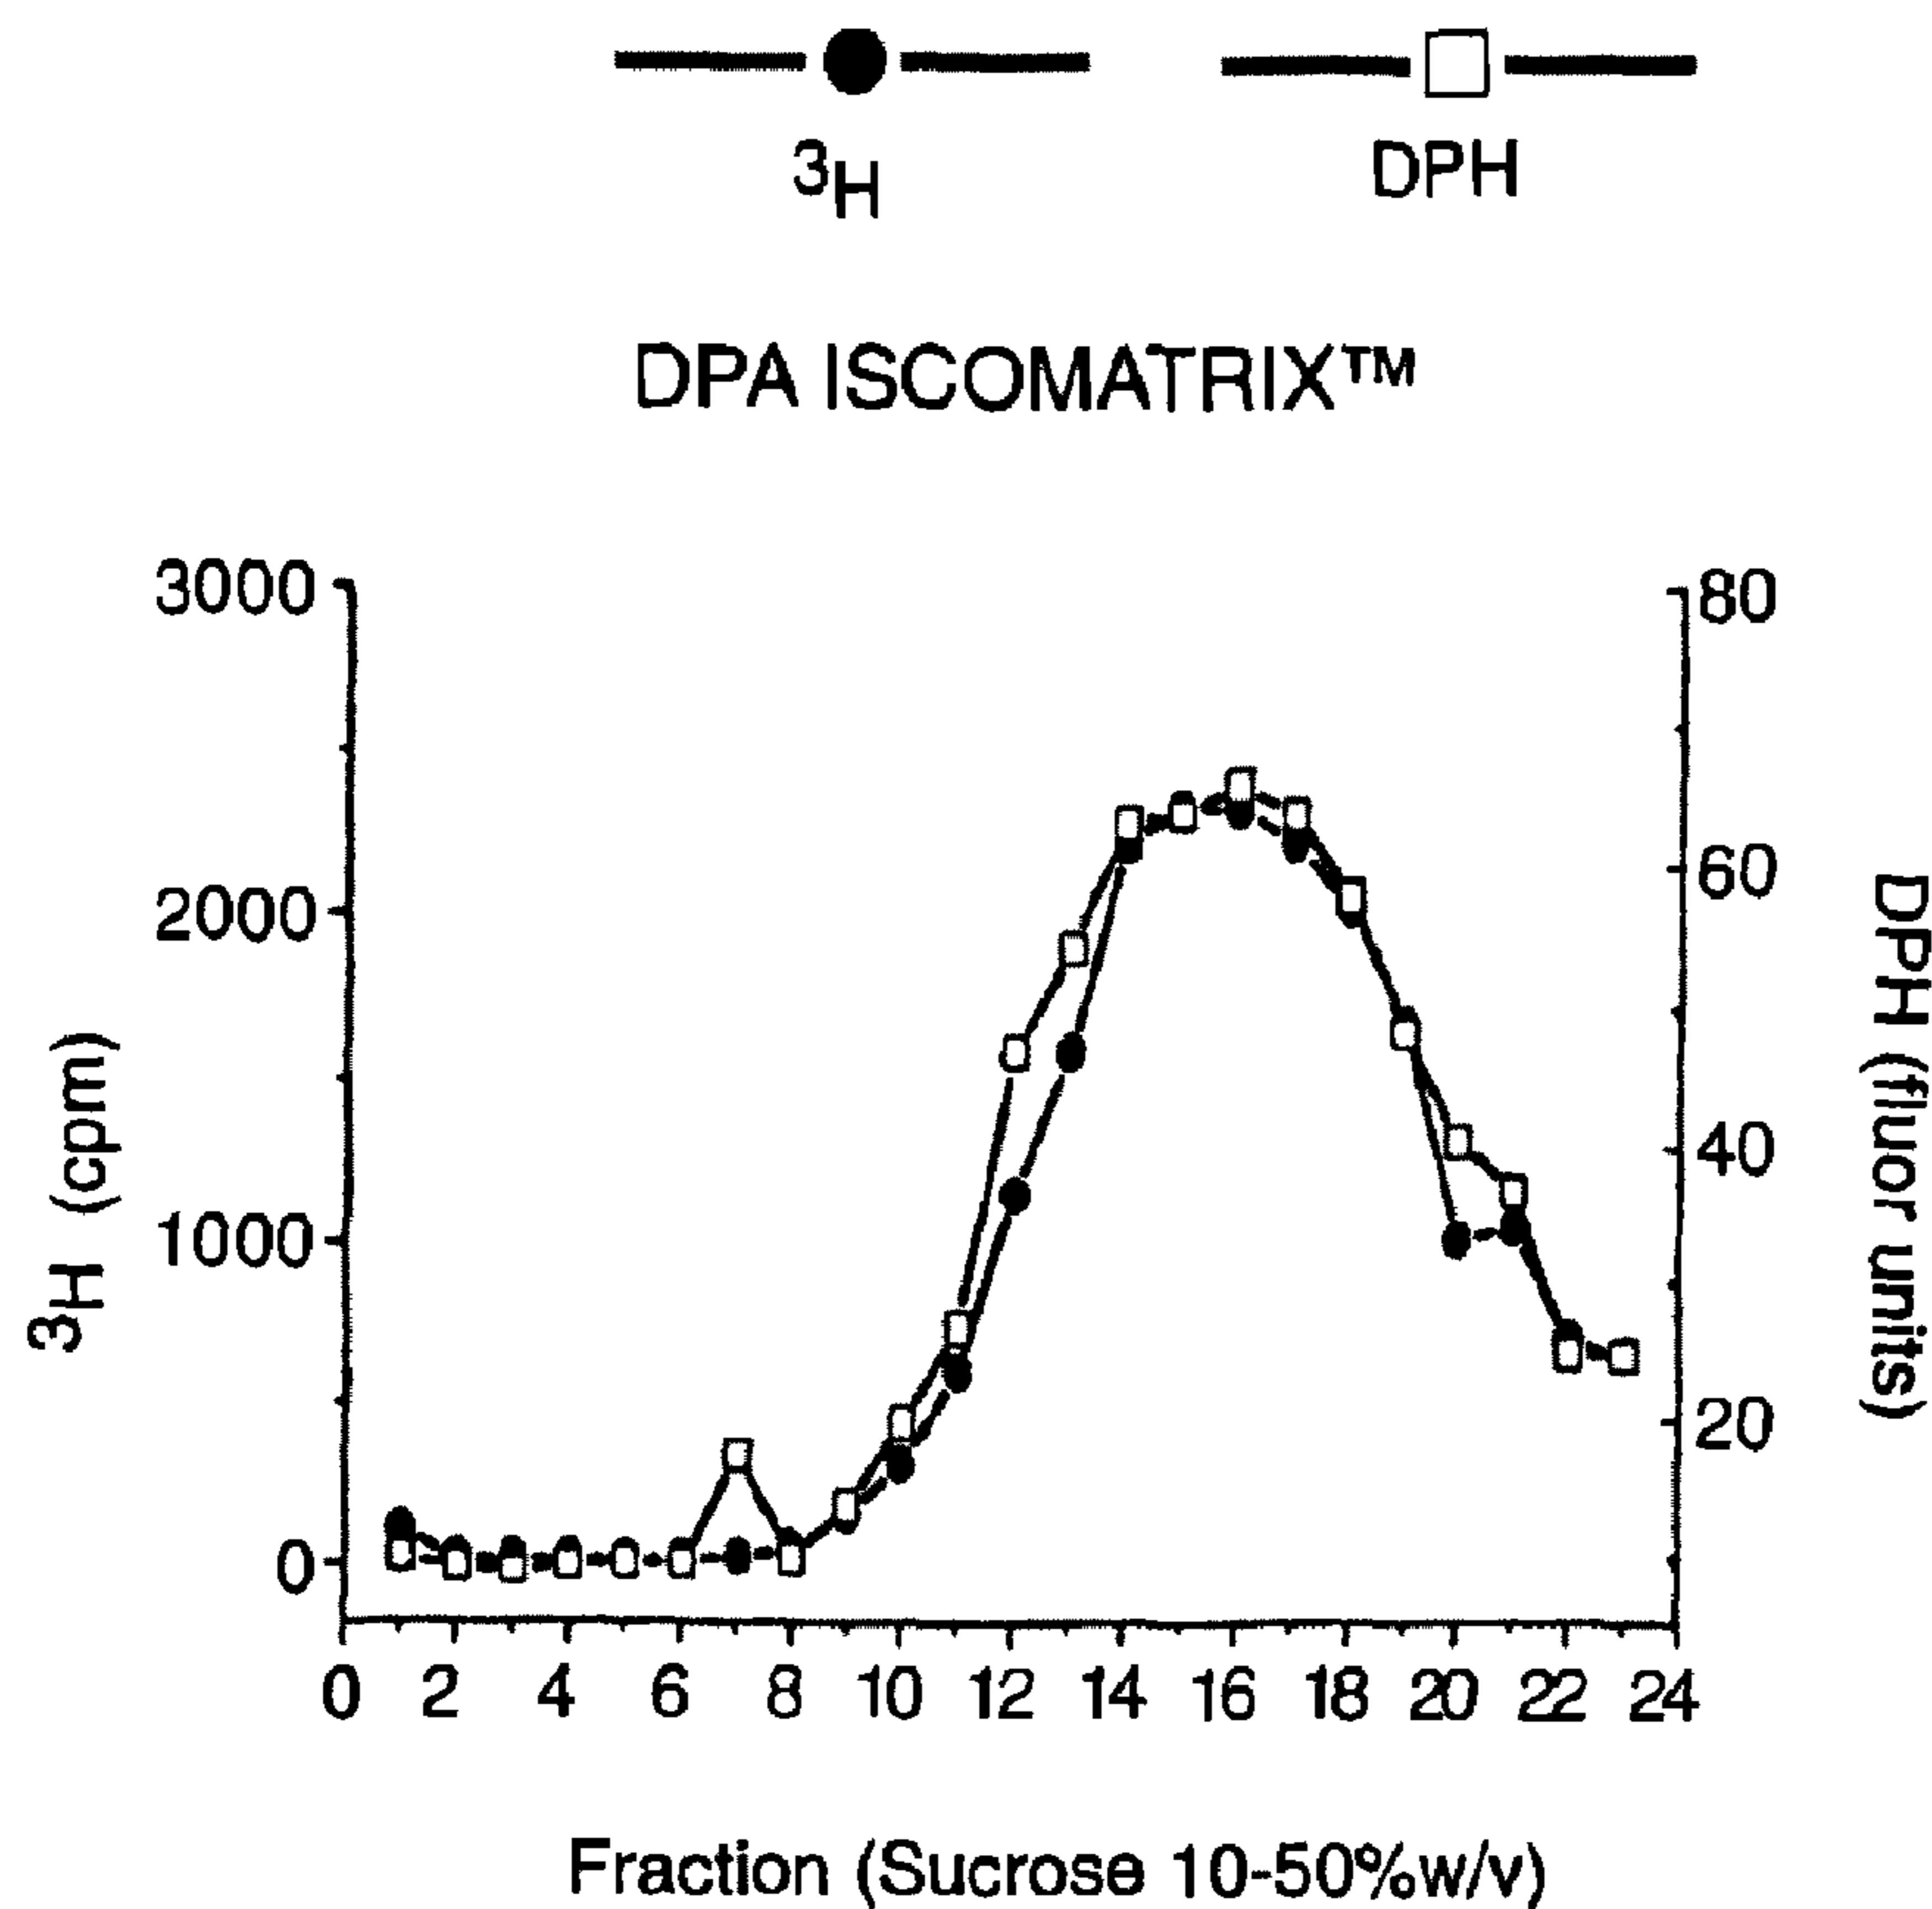 ³H DPH
DPA ISCOMATRIX™
3000
2000
1000
0
³H (cpm)
80
60
40
20
DPH (fluor units)
0 2 4 6 8 10 12 14 16 18 20 22 24
Fraction (Sucrose 10-50%w/v)